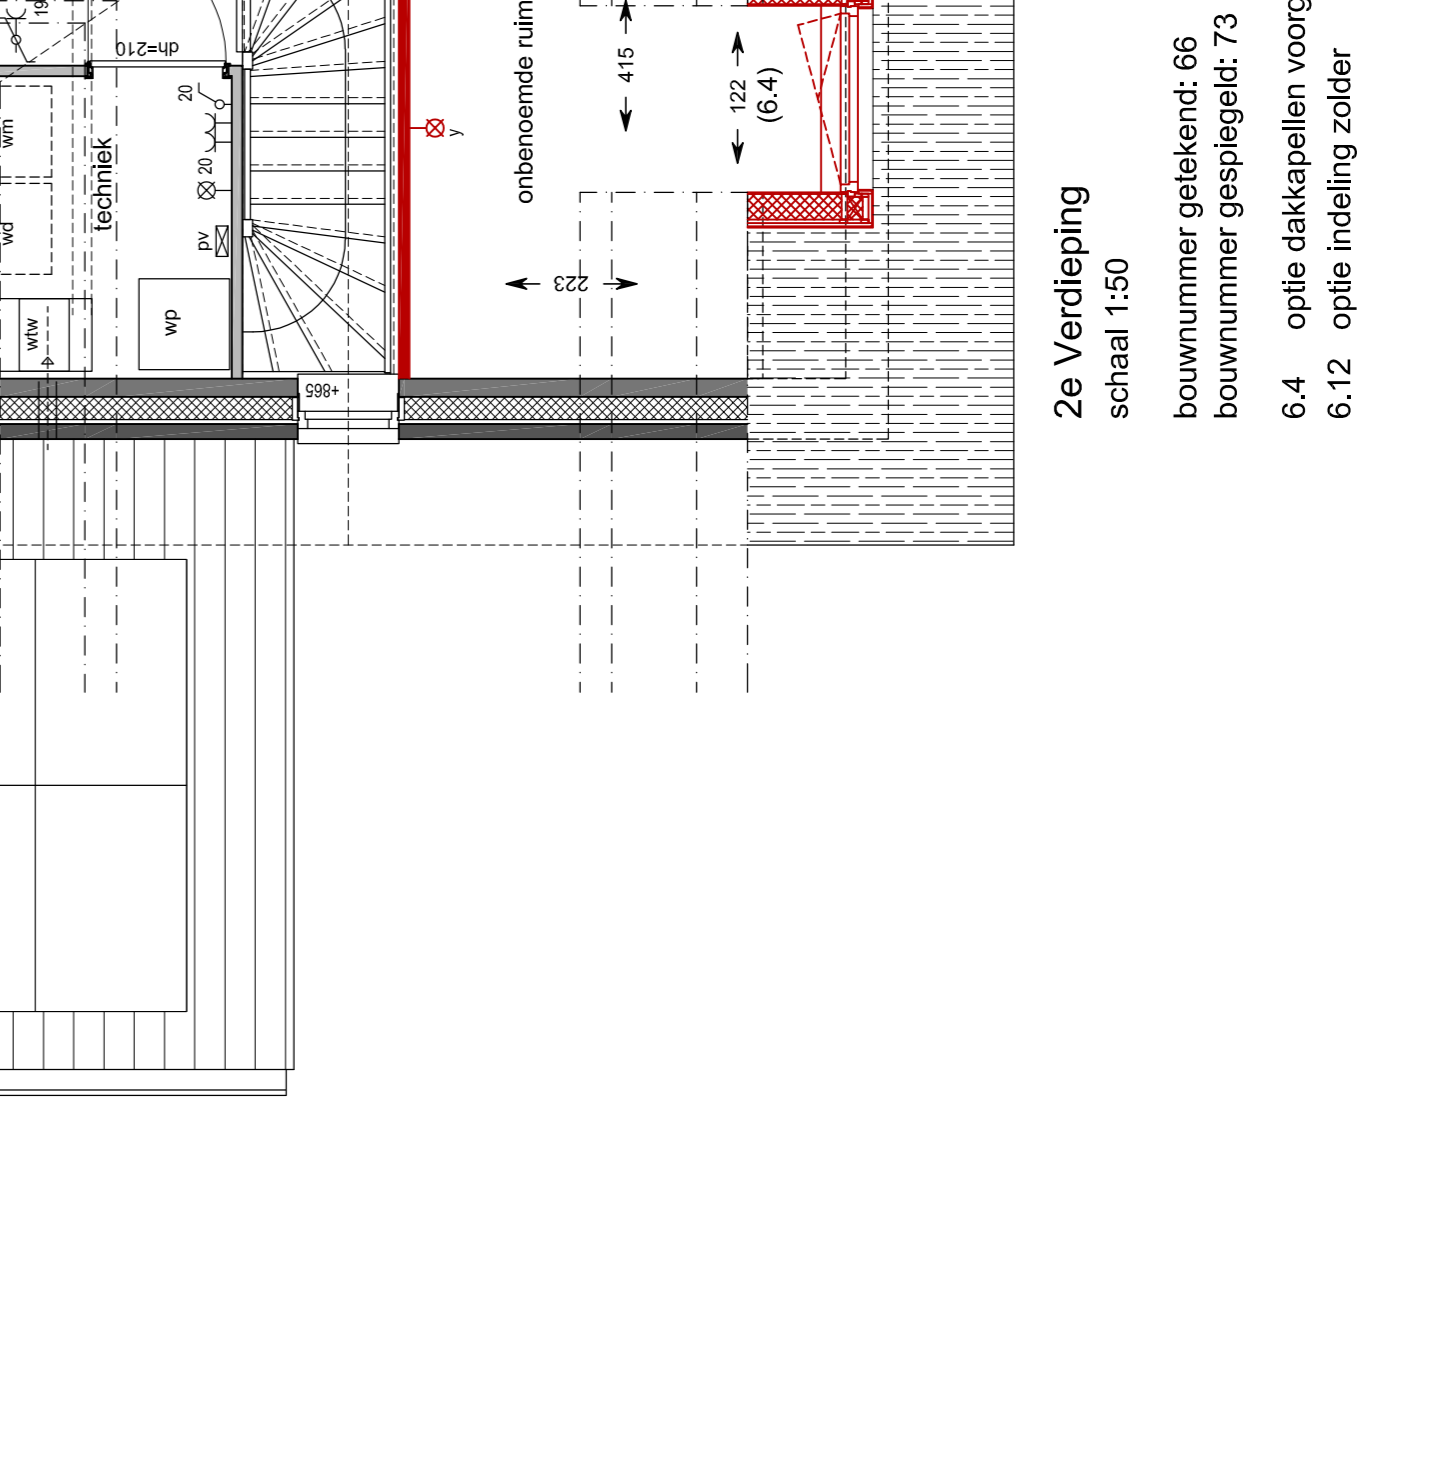 2e Verdieping
schaal 1:50
bouwnummer getekend: 66
bouwnummer gespiegeld: 73
6.4 optie dakkapellen voorg
6.12 optie indeling zolder
dh=210
19
wm
wd
techniek
20
20
pv
wtw
wp
+865
y
onbenoemde ruim
415
122
(6.4)
223